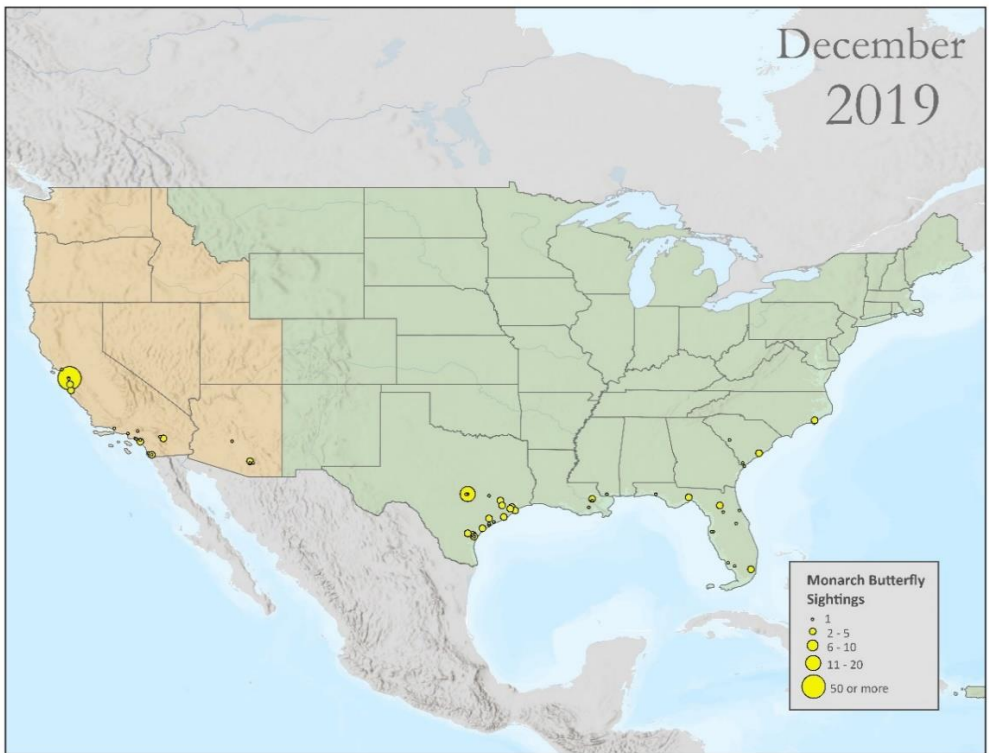 December
2019
Monarch Butterfly
Sightings
1
2 - 5
6 - 10
11 - 20
50 or more